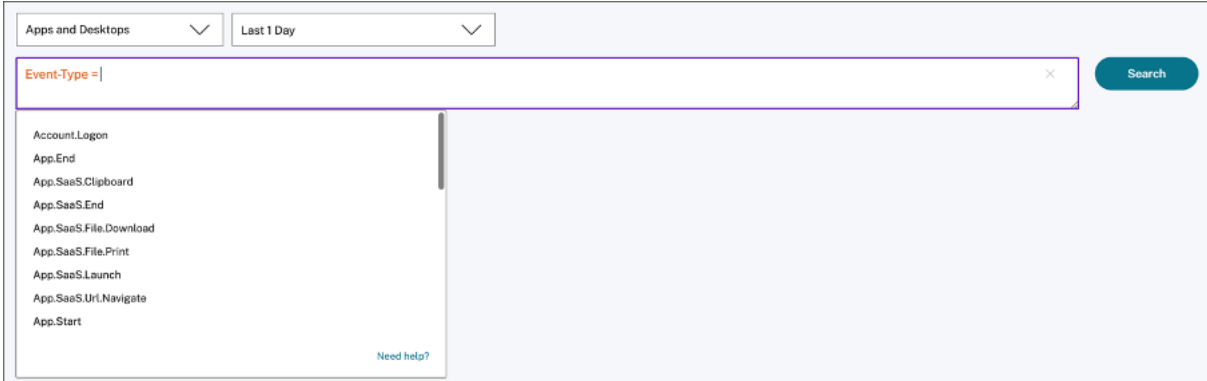 Apps and Desktops
Last 1 Day
Event-Type =
Search
Account.Logon
App.End
App.SaaS.Clipboard
App.SaaS.End
App.SaaS.File.Download
App.SaaS.File.Print
App.SaaS.Launch
App.SaaS.Url.Navigate
App.Start
Need help?